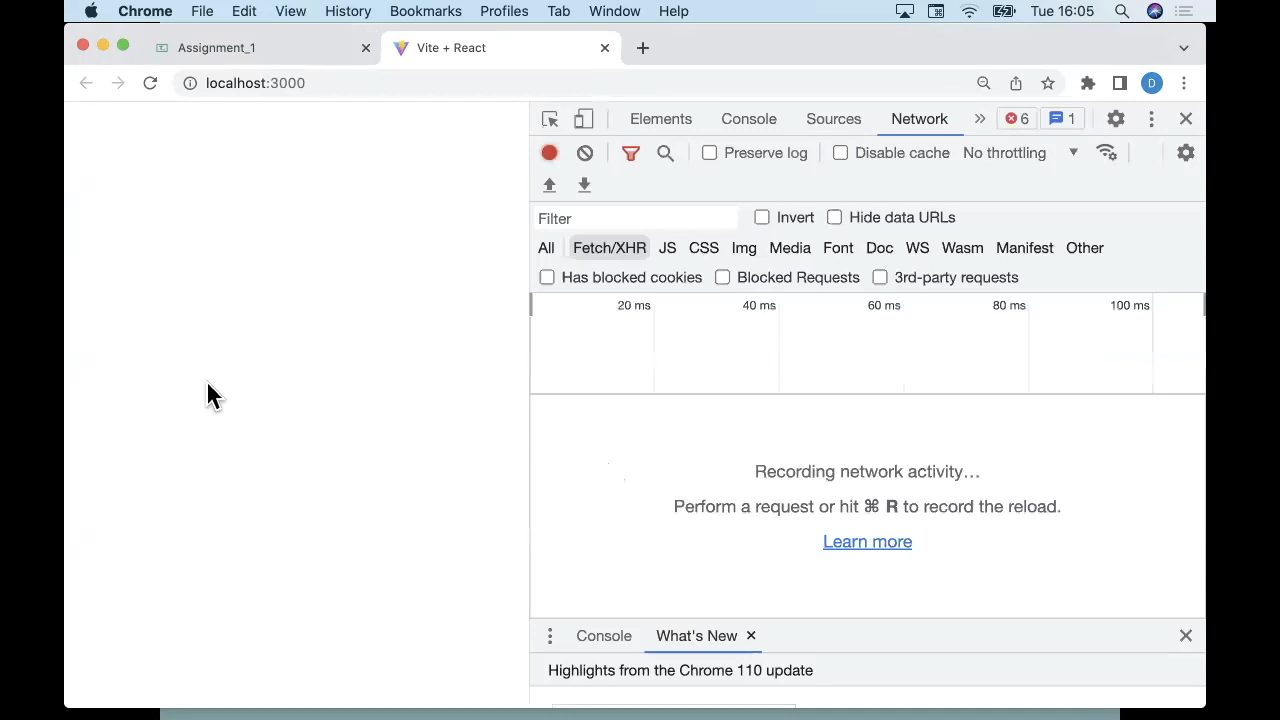 Chrome File Edit View History Bookmarks Profiles Tab Window Help Tue 16:05
Assignment_1 Vite + React
localhost:3000 D
Elements Console Sources Network » 6 1
Preserve log Disable cache No throttling
Filter Invert Hide data URLs
All Fetch/XHR JS CSS Img Media Font Doc WS Wasm Manifest Other
Has blocked cookies Blocked Requests 3rd-party requests
20 ms 40 ms 60 ms 80 ms 100 ms
Recording network activity…
Perform a request or hit ⌘ R to record the reload.
Learn more
Console What's New
Highlights from the Chrome 110 update